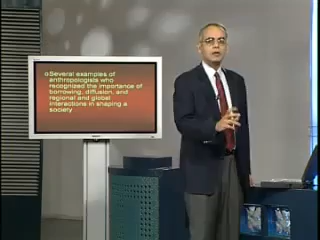 Several examples of
anthropologists who
recognized the importance of
borrowing, diffusion, and
regional and global
interactions in shaping a
society